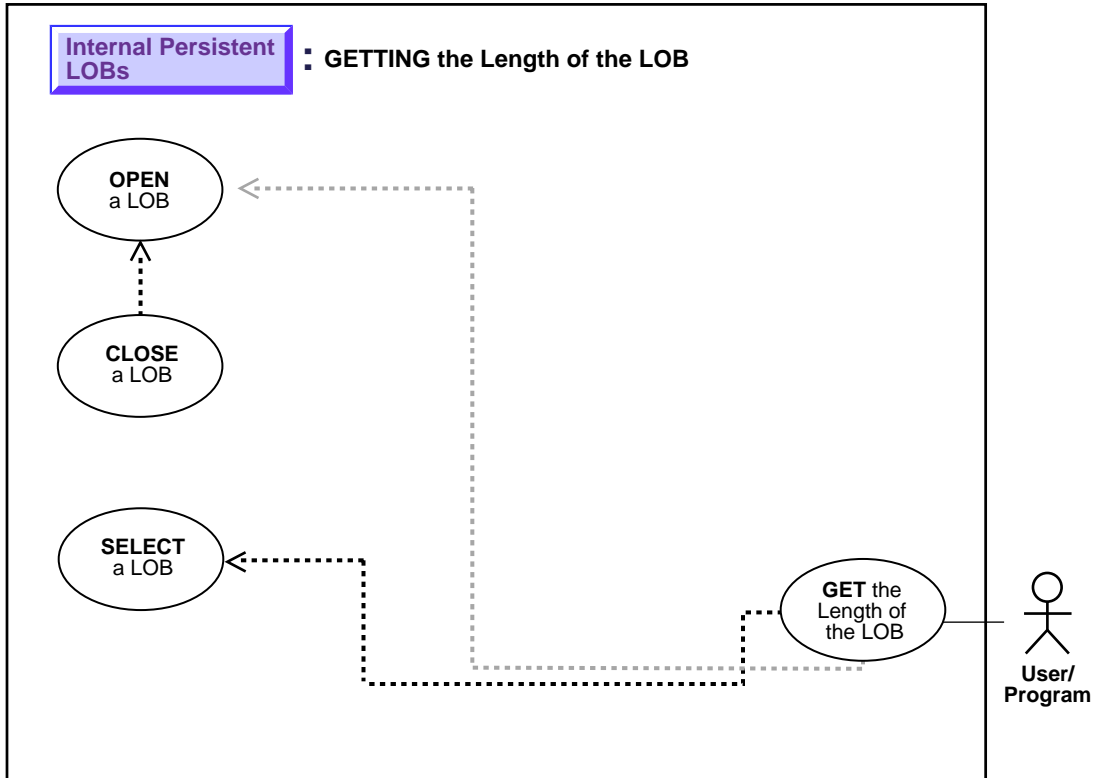 Internal Persistent
LOBs
: GETTING the Length of the LOB
OPEN
a LOB
CLOSE
a LOB
SELECT
a LOB
GET the
Length of
the LOB
User/
Program